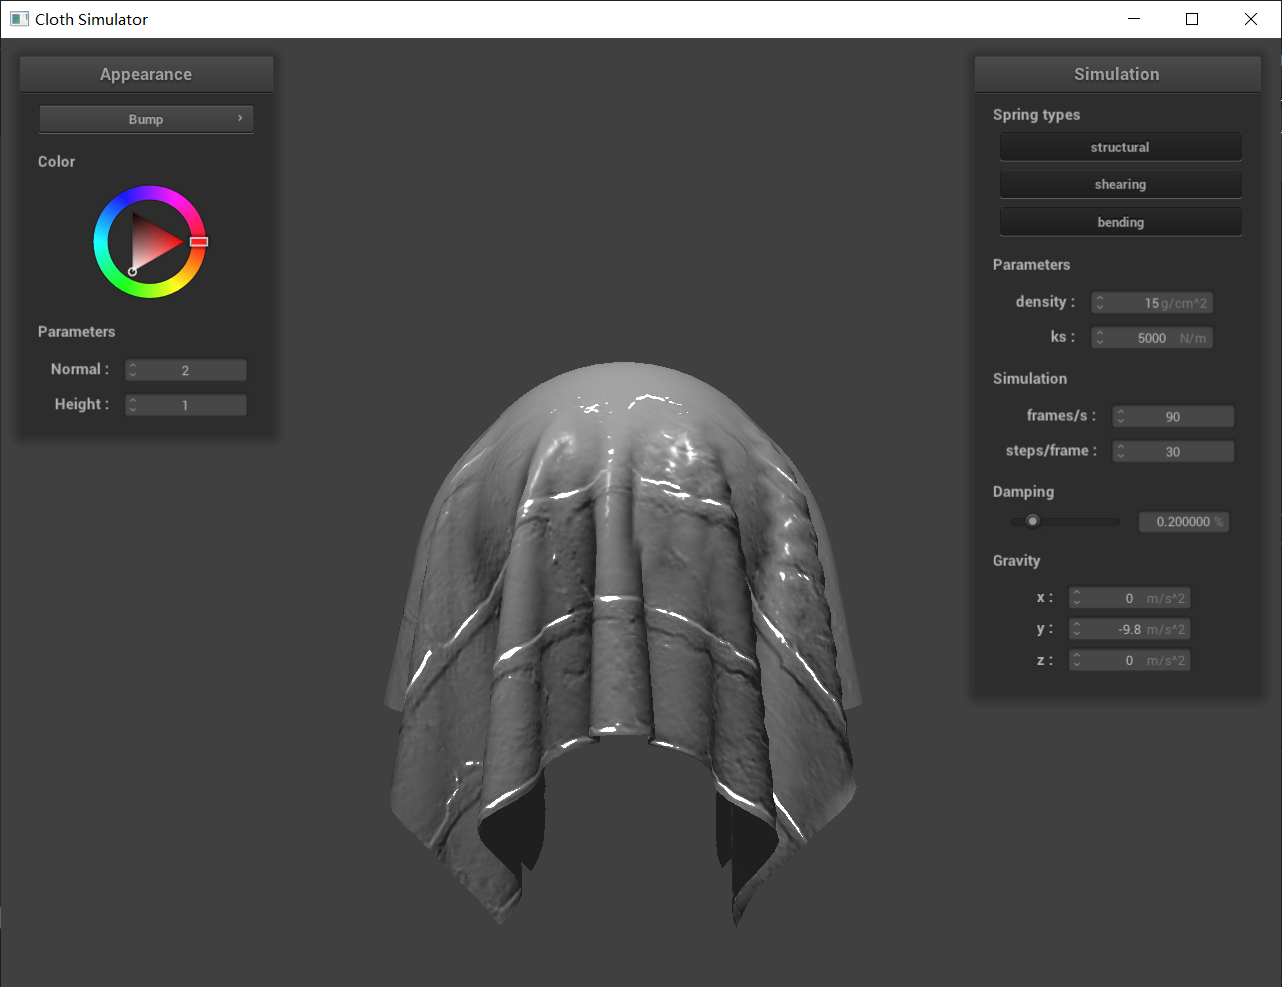 Cloth Simulator
Appearance
Bump
Color
Parameters
Normal : 2
Height : 1
Simulation
Spring types
structural
shearing
bending
Parameters
density : 15 g/cm^2
ks : 5000 N/m
Simulation
frames/s : 90
steps/frame : 30
Damping
0.200000 %
Gravity
x : 0 m/s^2
y : -9.8 m/s^2
z : 0 m/s^2